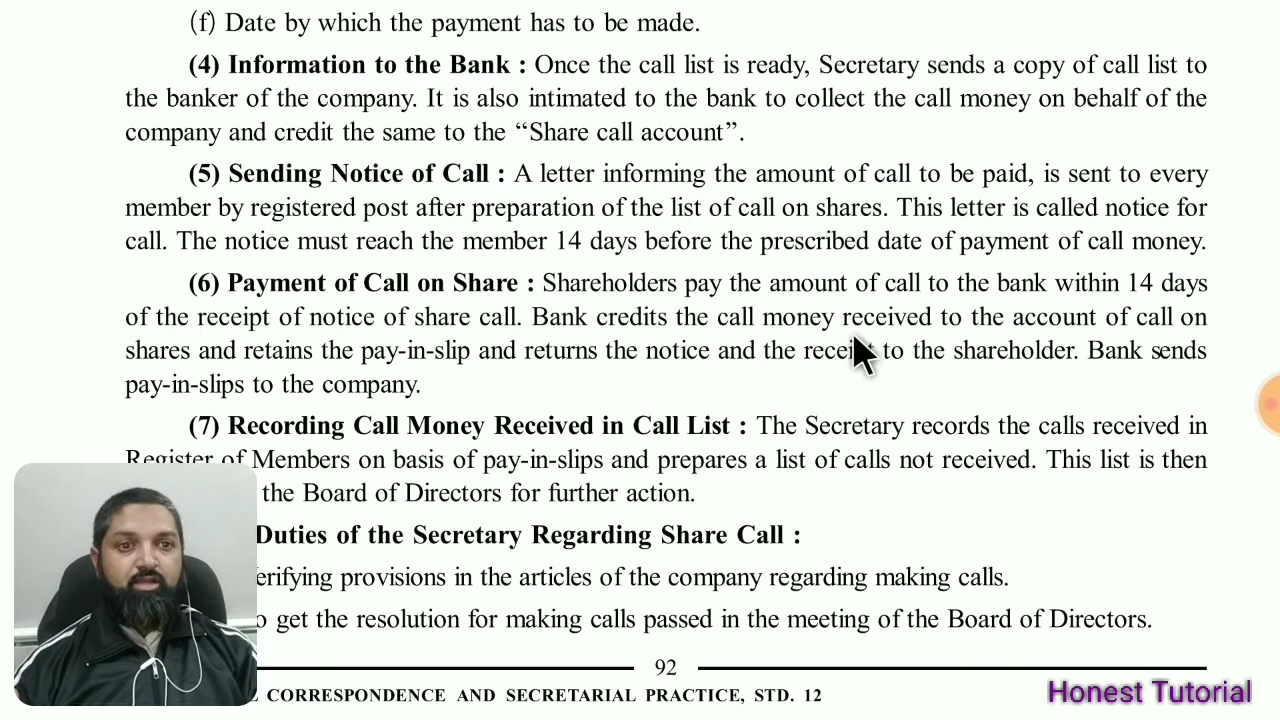 (f) Date by which the payment has to be made.
(4) Information to the Bank : Once the call list is ready, Secretary sends a copy of call list to
the banker of the company. It is also intimated to the bank to collect the call money on behalf of the
company and credit the same to the “Share call account”.
(5) Sending Notice of Call : A letter informing the amount of call to be paid, is sent to every
member by registered post after preparation of the list of call on shares. This letter is called notice for
call. The notice must reach the member 14 days before the prescribed date of payment of call money.
(6) Payment of Call on Share : Shareholders pay the amount of call to the bank within 14 days
of the receipt of notice of share call. Bank credits the call money received to the account of call on
shares and retains the pay-in-slip and returns the notice and the receipt to the shareholder. Bank sends
pay-in-slips to the company.
(7) Recording Call Money Received in Call List : The Secretary records the calls received in
Register of Members on basis of pay-in-slips and prepares a list of calls not received. This list is then
the Board of Directors for further action.
Duties of the Secretary Regarding Share Call :
erifying provisions in the articles of the company regarding making calls.
o get the resolution for making calls passed in the meeting of the Board of Directors.
92
CORRESPONDENCE AND SECRETARIAL PRACTICE, STD. 12
Honest Tutorial